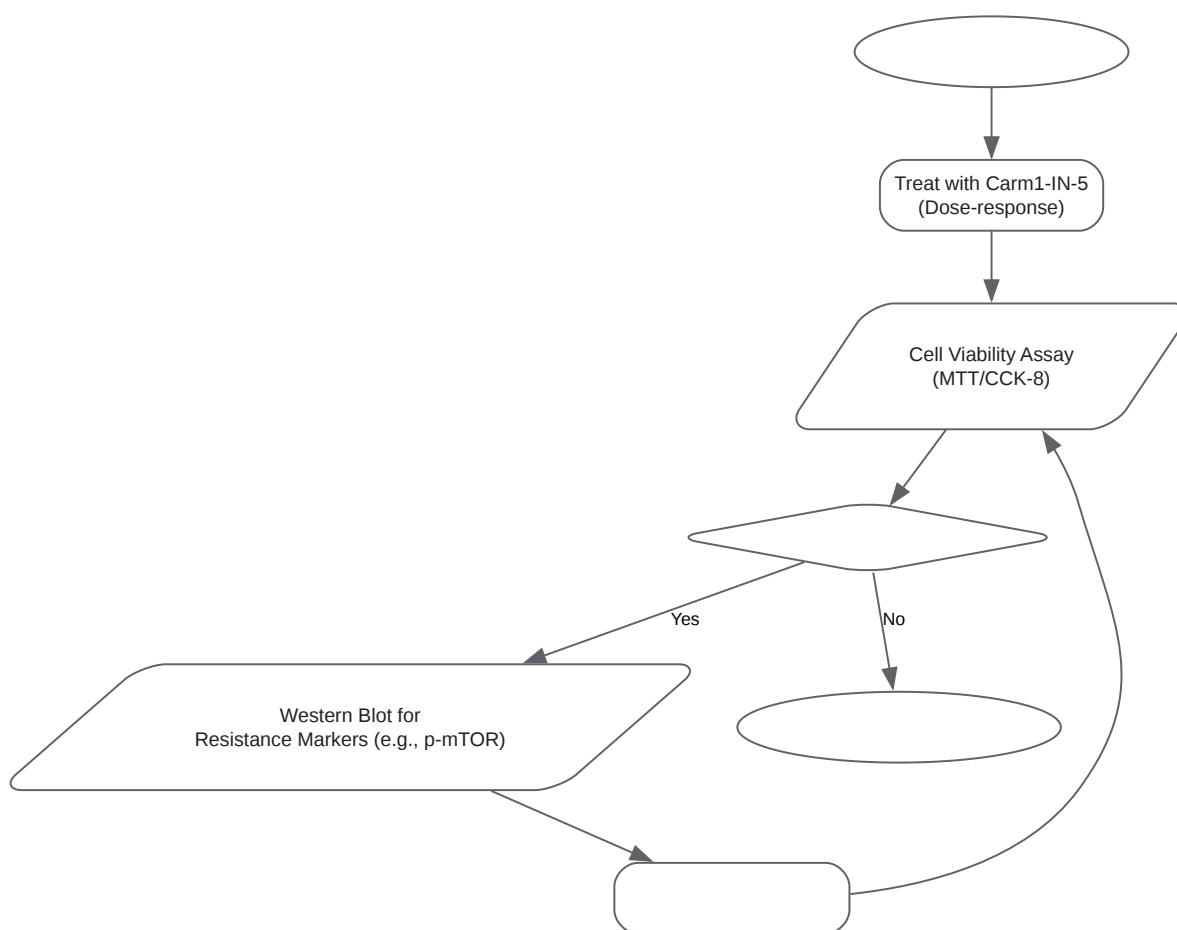 Treat with Carm1-IN-5
(Dose-response)
Cell Viability Assay
(MTT/CCK-8)
Yes
No
Western Blot for
Resistance Markers (e.g., p-mTOR)